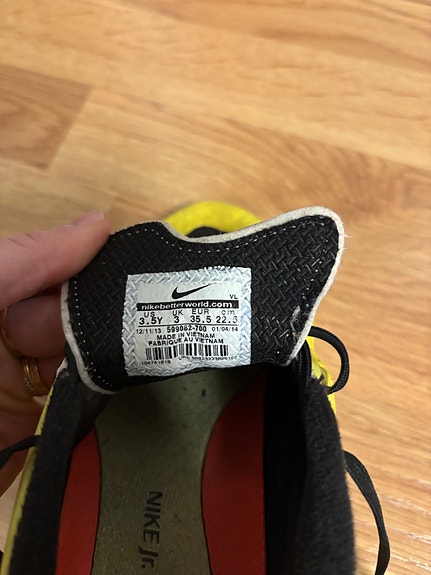 VL
nikebetterworld.com
US UK EUR cm
3.5Y 3 35.5 22.5
12/11/13 599062-700 01/04/14
MADE IN VIETNAM
FABRIQUE AU VIETNAM
NIKE Jr.